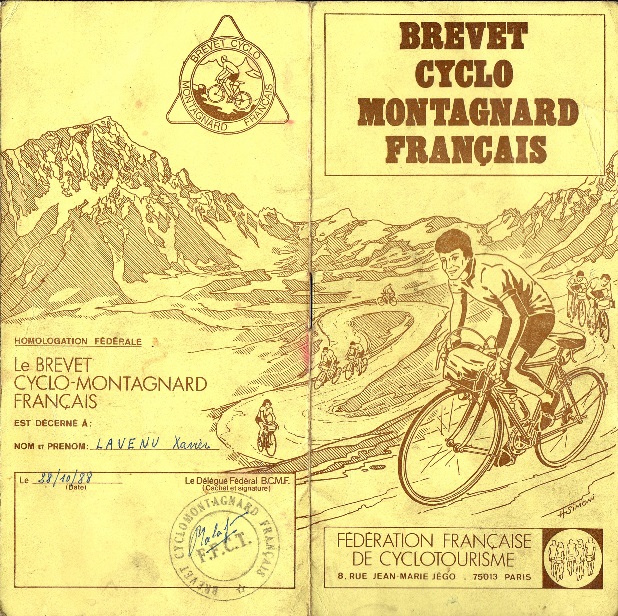 BREVET CYCLO
MONTAGNARD FRANÇAIS
HOMOLOGATION FÉDÉRALE
Le BREVET
CYCLO-MONTAGNARD
FRANÇAIS
EST DÉCERNÉ À:
NOM ET PRENOM: LAVENU Xavier
Le 28/10/88
(Date)
Le Délégué Fédéral B.C.M.F.
(Cachet et signature)
BREVET CYCLOMONTAGNARD FRANÇAIS
F.F.C.T.
BREVET
CYCLO
MONTAGNARD
FRANÇAIS
H SIMONI
FÉDÉRATION FRANÇAISE
DE CYCLOTOURISME
8, RUE JEAN-MARIE JÉGO . 75013 PARIS